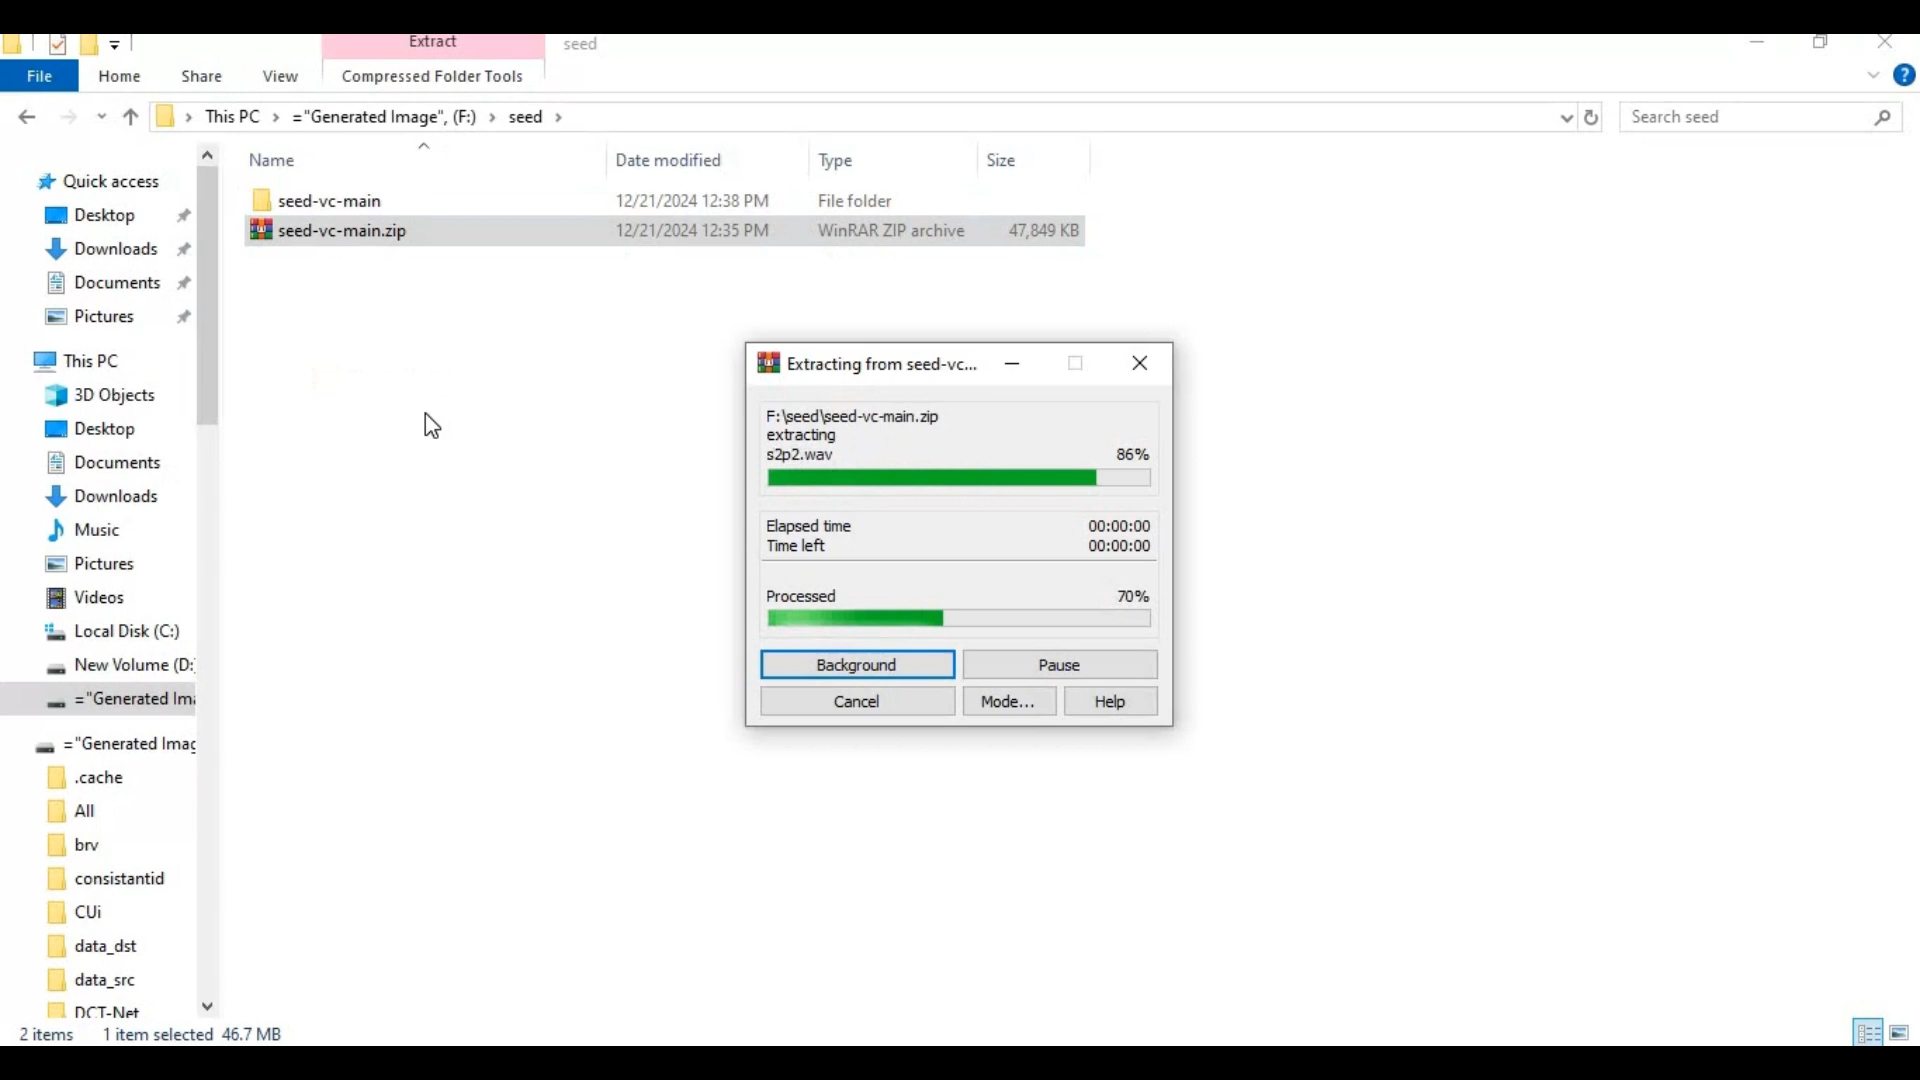 Extract
seed
File
Home
Share
View
Compressed Folder Tools
This PC
="Generated Image", (F:)
seed
Search seed
Name
Date modified
Type
Size
seed-vc-main
12/21/2024 12:38 PM
File folder
seed-vc-main.zip
12/21/2024 12:35 PM
WinRAR ZIP archive
47,849 KB
Quick access
Desktop
Downloads
Documents
Pictures
This PC
3D Objects
Desktop
Documents
Downloads
Music
Pictures
Videos
Local Disk (C:)
New Volume (D:
="Generated Ima
="Generated Imag
.cache
All
brv
consistantid
CUi
data_dst
data_src
DCT-Net
Extracting from seed-vc...
F:\seed\seed-vc-main.zip
extracting
s2p2.wav 86%
Elapsed time 00:00:00
Time left 00:00:00
Processed 70%
Background
Pause
Cancel
Mode...
Help
2 items
1 item selected 46.7 MB